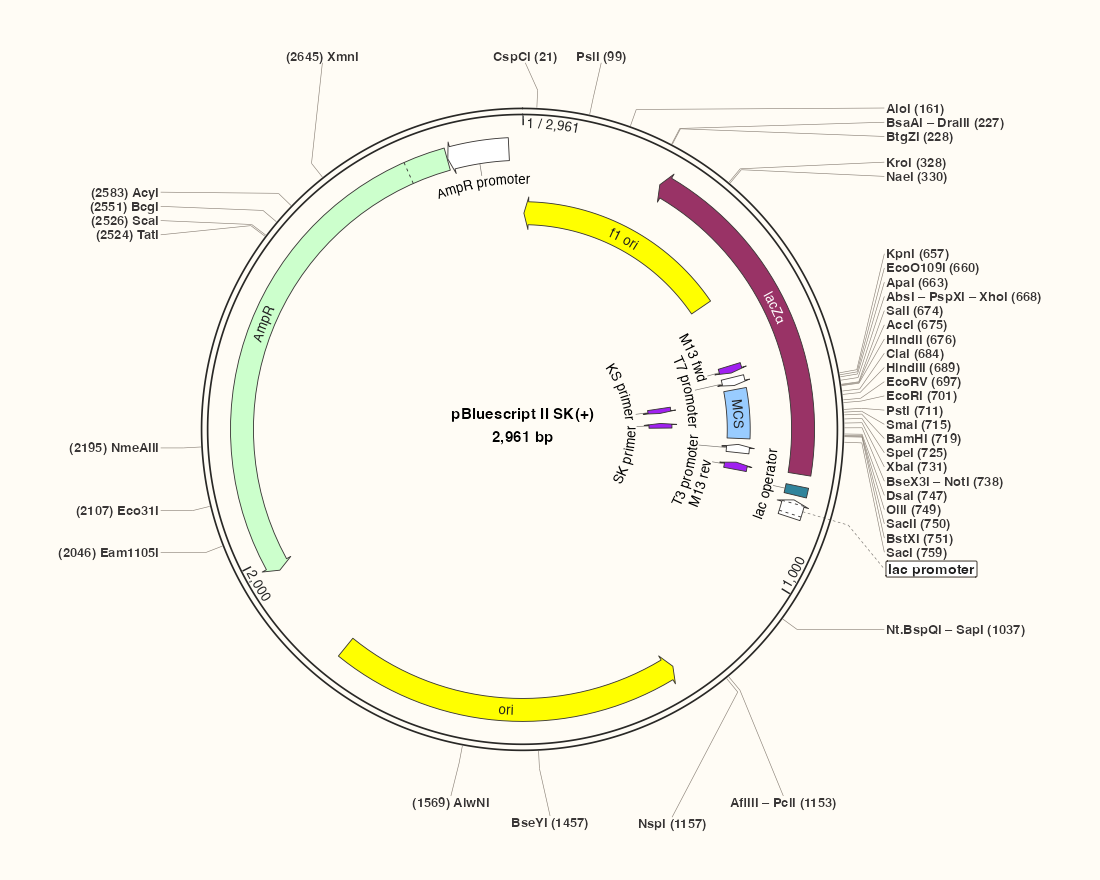 (2645) XmnI
CspCI (21)
PsiI (99)
AloI (161)
BsaAI – DraIII (227)
BtgZI (228)
KroI (328)
NaeI (330)
KpnI (657)
EcoO109I (660)
ApaI (663)
AbsI – PspXI – XhoI (668)
SalI (674)
AccI (675)
HindII (676)
ClaI (684)
HindIII (689)
EcoRV (697)
EcoRI (701)
PstI (711)
SmaI (715)
BamHI (719)
SpeI (725)
XbaI (731)
BseX3I – NotI (738)
DsaI (747)
OliI (749)
SacII (750)
BstXI (751)
SacI (759)
lac promoter
Nt.BspQI – SapI (1037)
AflIII – PciI (1153)
NspI (1157)
BseYI (1457)
(1569) AlwNI
(2046) Eam1105I
(2107) Eco31I
(2195) NmeAIII
(2524) TatI
(2526) ScaI
(2551) BcgI
(2583) AcyI
1 / 2,961
1,000
2,000
AmpR promoter
AmpR
f1 ori
lacZα
M13 fwd
T7 promoter
MCS
KS primer
SK primer
T3 promoter
M13 rev
lac operator
ori
pBluescript II SK(+)
2,961 bp